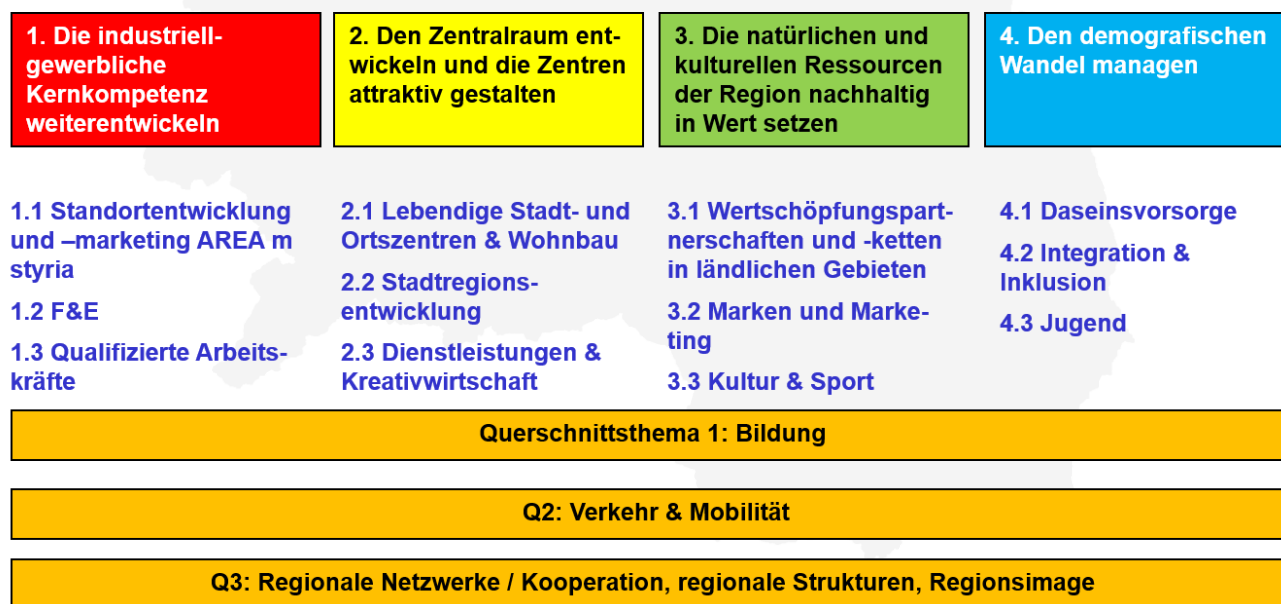 1. Die industriell-
gewerbliche
Kernkompetenz
weiterentwickeln
2. Den Zentralraum ent-
wickeln und die Zentren
attraktiv gestalten
3. Die natürlichen und
kulturellen Ressourcen
der Region nachhaltig
in Wert setzen
4. Den demografischen
Wandel managen
1.1 Standortentwicklung
und –marketing AREA m
styria
1.2 F&E
1.3 Qualifizierte Arbeits-
kräfte
2.1 Lebendige Stadt- und
Ortszentren & Wohnbau
2.2 Stadtregions-
entwicklung
2.3 Dienstleistungen &
Kreativwirtschaft
3.1 Wertschöpfungspart-
nerschaften und -ketten
in ländlichen Gebieten
3.2 Marken und Marke-
ting
3.3 Kultur & Sport
4.1 Daseinsvorsorge
4.2 Integration &
Inklusion
4.3 Jugend
Querschnittsthema 1: Bildung
Q2: Verkehr & Mobilität
Q3: Regionale Netzwerke / Kooperation, regionale Strukturen, Regionsimage